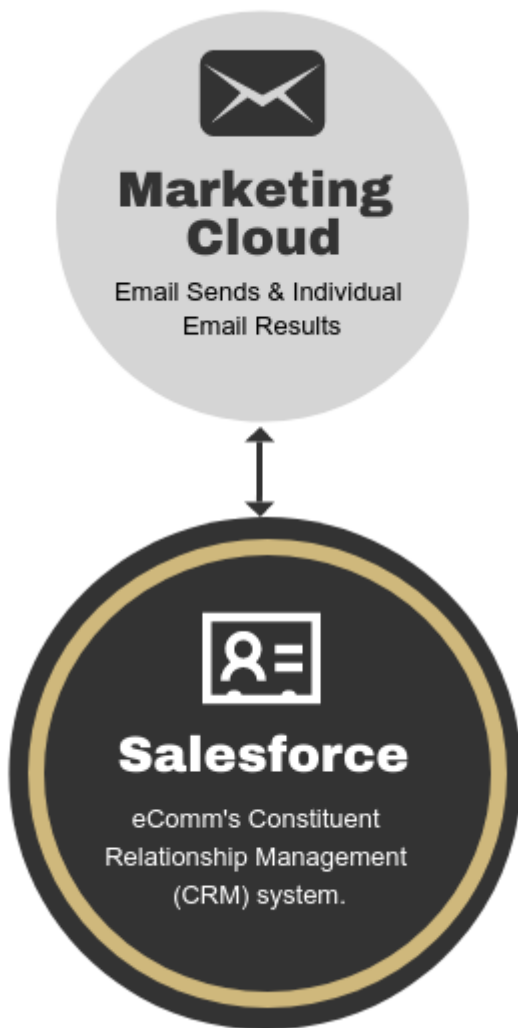 Marketing
Cloud
Email Sends & Individual
Email Results
Salesforce
eComm's Constituent
Relationship Management
(CRM) system.